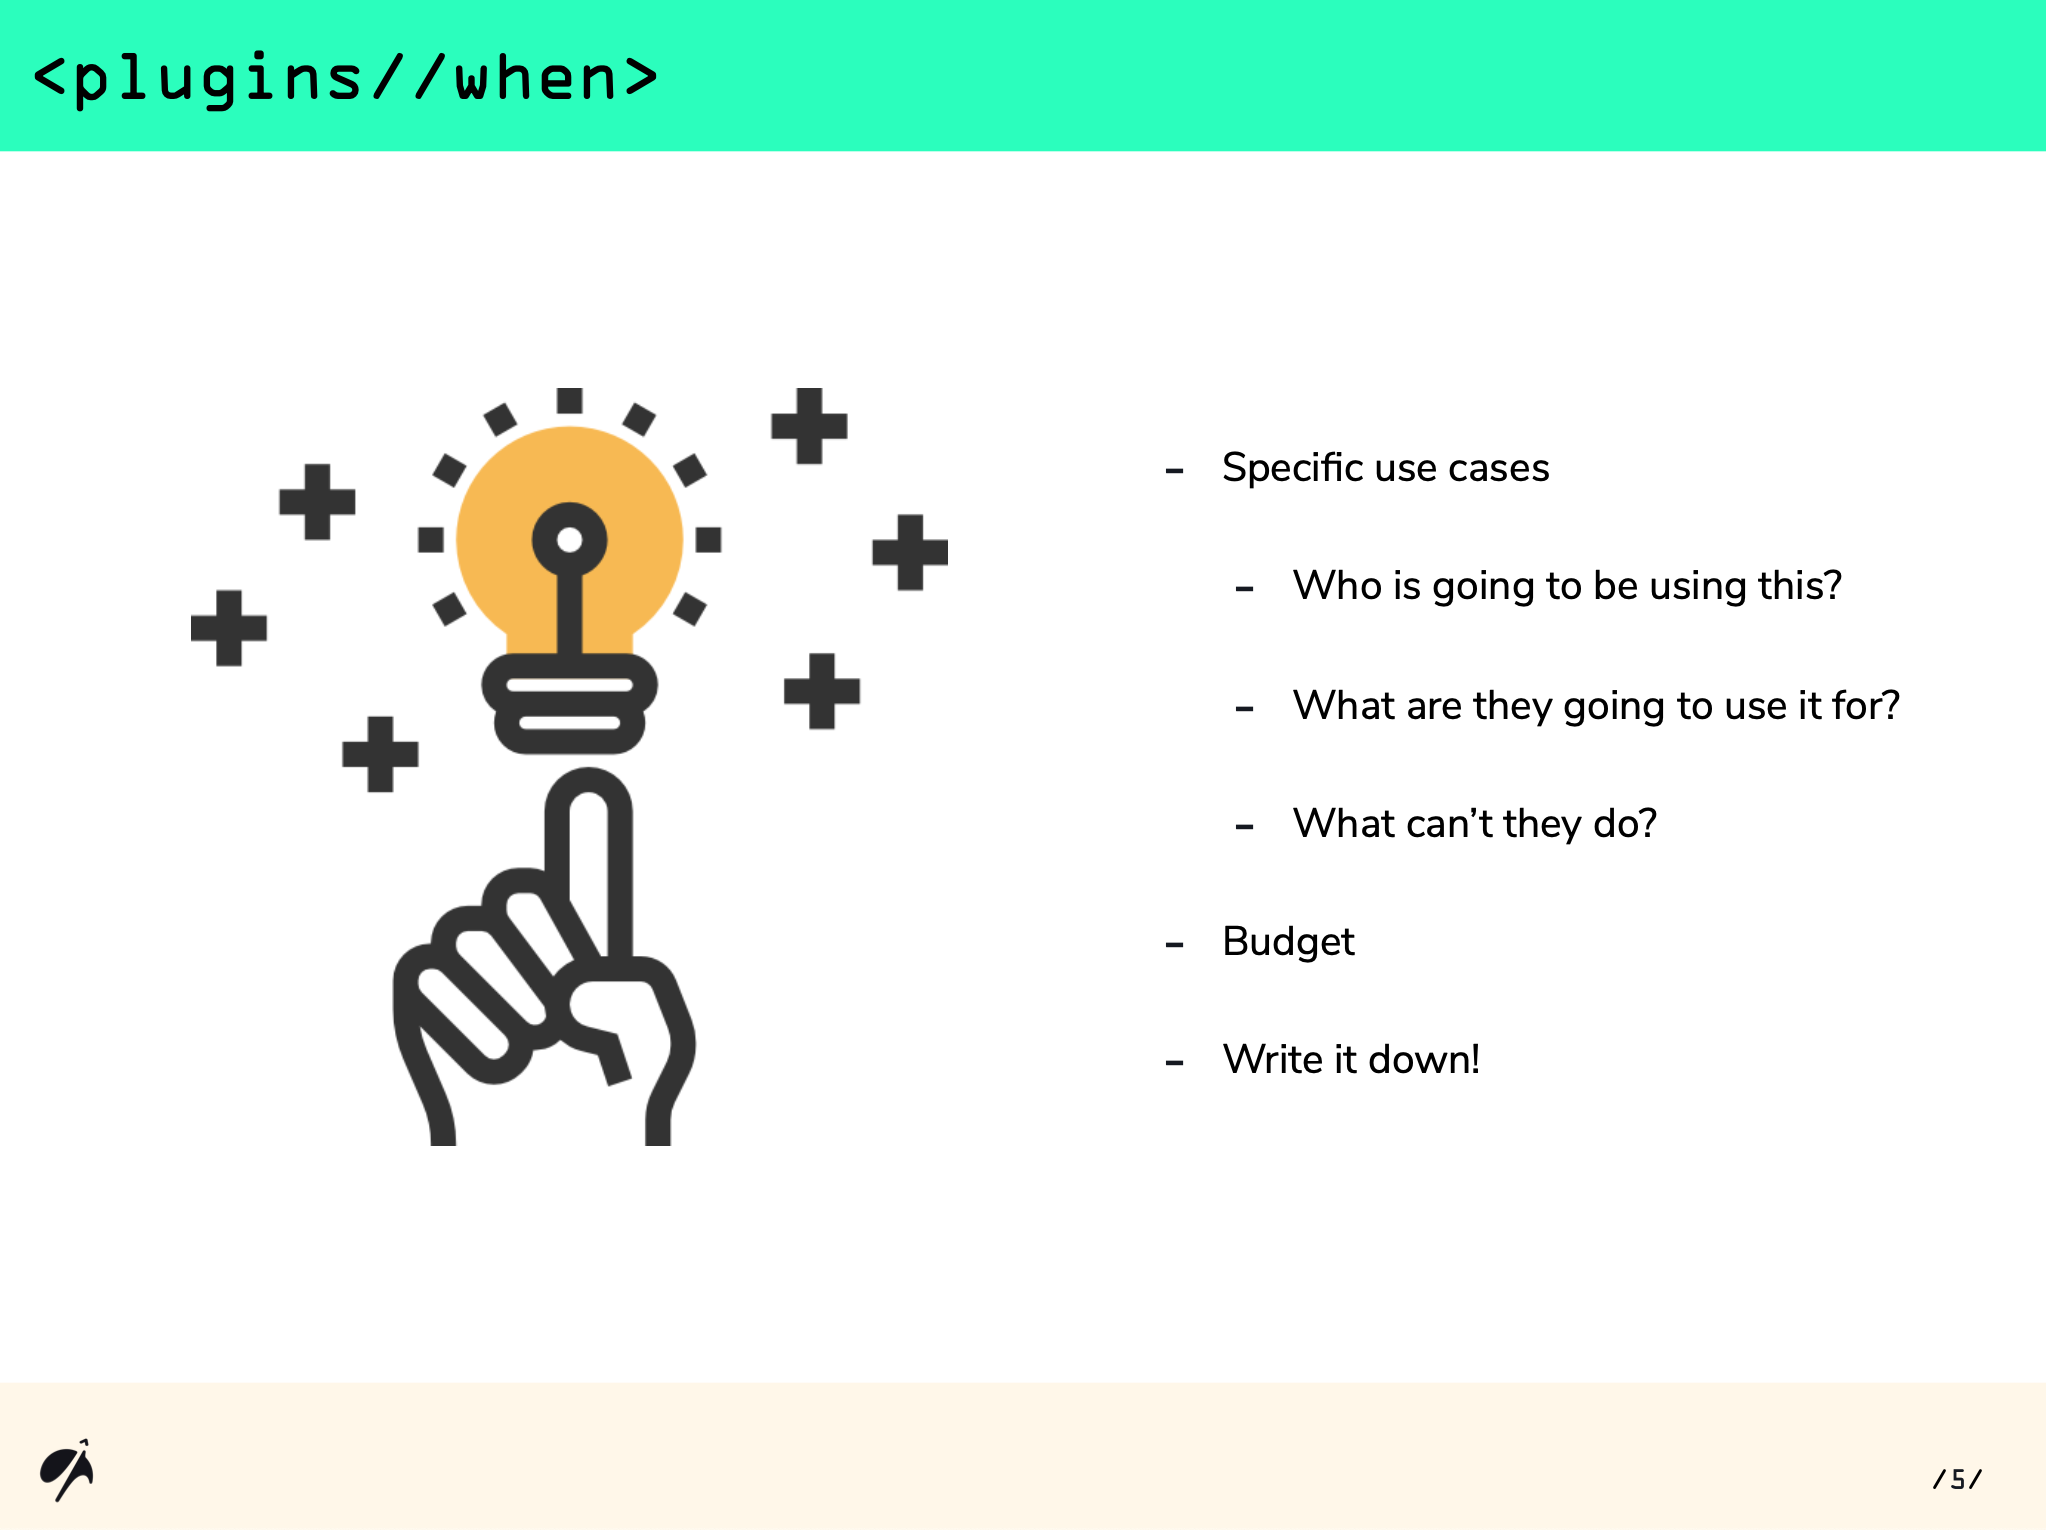 <plugins//when>
- Specific use cases
- Who is going to be using this?
- What are they going to use it for?
- What can’t they do?
- Budget
- Write it down!
/5/